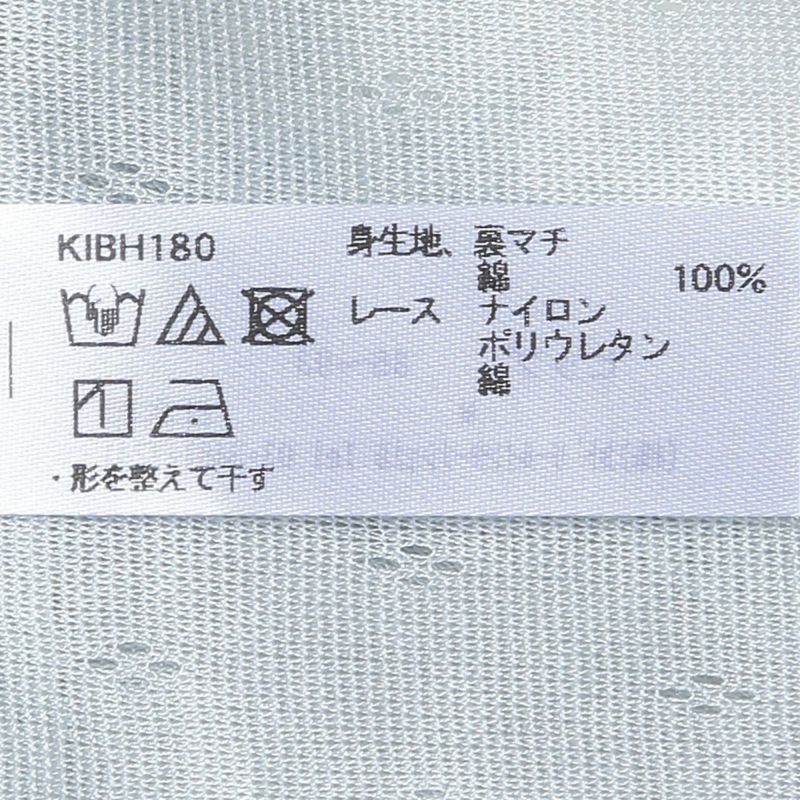 KIBH180
身生地、裏マチ
綿 100%
レース ナイロン
ポリウレタン
綿
・形を整えて干す